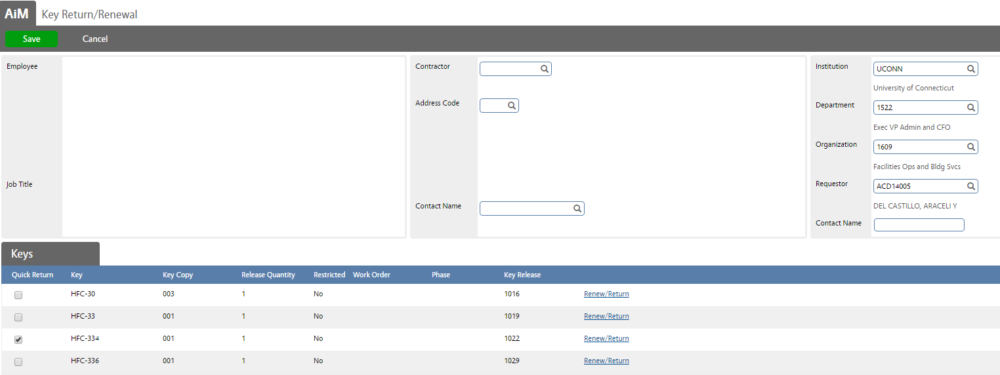 AiM Key Return/Renewal
Save Cancel
Employee
Job Title
Contractor
Address Code
Contact Name
Institution UCONN
University of Connecticut
Department 1522
Exec VP Admin and CFO
Organization 1609
Facilities Ops and Bldg Svcs
Requestor ACD14005
DEL CASTILLO, ARACELI Y
Contact Name
Keys
Quick Return Key Key Copy Release Quantity Restricted Work Order Phase Key Release
HFC-30 003 1 No 1016 Renew/Return
HFC-33 001 1 No 1019 Renew/Return
HFC-334 001 1 No 1022 Renew/Return
HFC-336 001 1 No 1029 Renew/Return